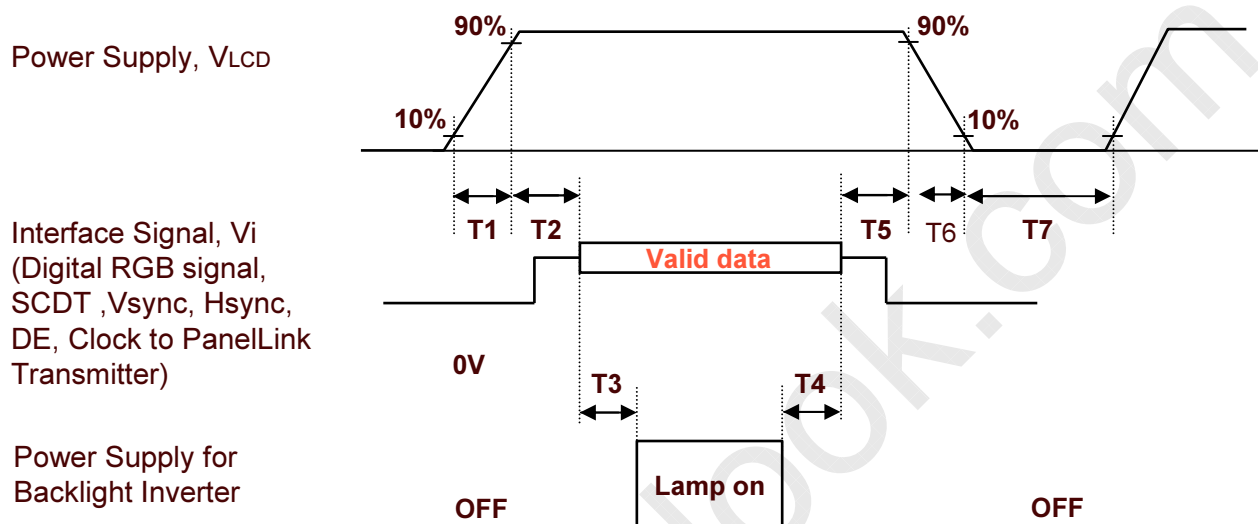 90%
90%
Power Supply, VLCD
10%
10%
T1
T2
T5
T6
T7
Interface Signal, Vi
(Digital RGB signal,
SCDT ,Vsync, Hsync,
DE, Clock to PanelLink
Transmitter)
Valid data
0V
T3
T4
Power Supply for
Backlight Inverter
OFF
Lamp on
OFF
look.com